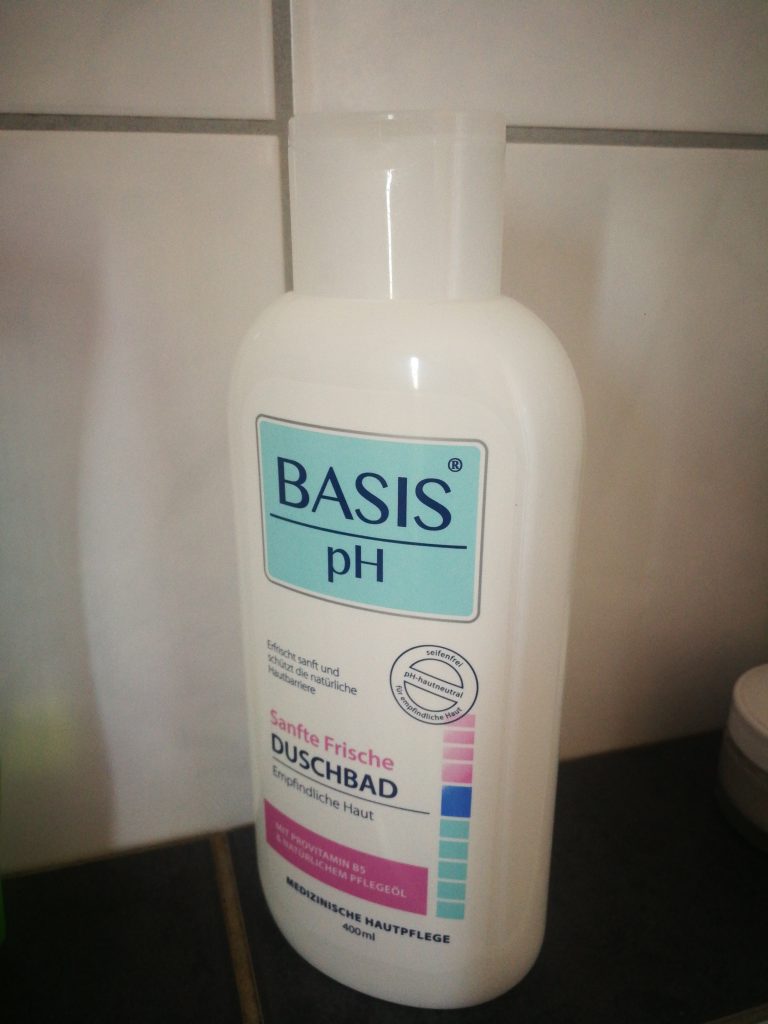 BASIS®
pH
Erfrischt sanft und
schützt die natürliche
Hautbarriere
seifenfrei
pH-hautneutral
für empfindliche Haut
Sanfte Frische
DUSCHBAD
Empfindliche Haut
MIT PROVITAMIN B5
& NATÜRLICHEM PFLEGEÖL
MEDIZINISCHE HAUTPFLEGE
400ml